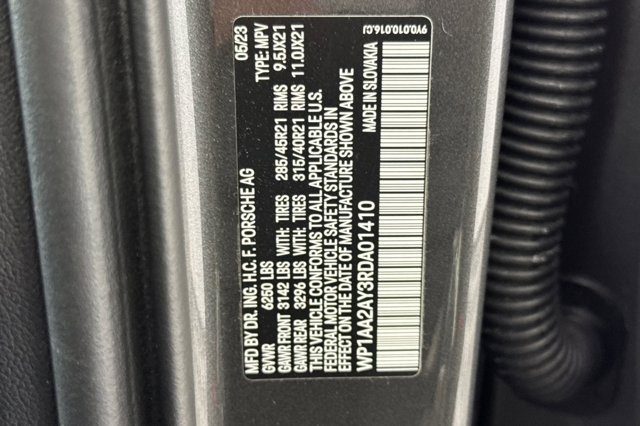 MFD BY DR. ING. H.C. F. PORSCHE AG 05/23
GVWR 6250 LBS TYPE: MPV
GAWR FRONT 3142 LBS WITH: TIRES 285/45R21 RIMS 9.5JX21
GAWR REAR 3296 LBS WITH: TIRES 315/40R21 RIMS 11.0JX21
THIS VEHICLE CONFORMS TO ALL APPLICABLE U.S.
FEDERAL MOTOR VEHICLE SAFETY STANDARDS IN
EFFECT ON THE DATE OF MANUFACTURE SHOWN ABOVE
WP1AA2AY3RDA01410 MADE IN SLOVAKIA
9Y0.010.016.CJ